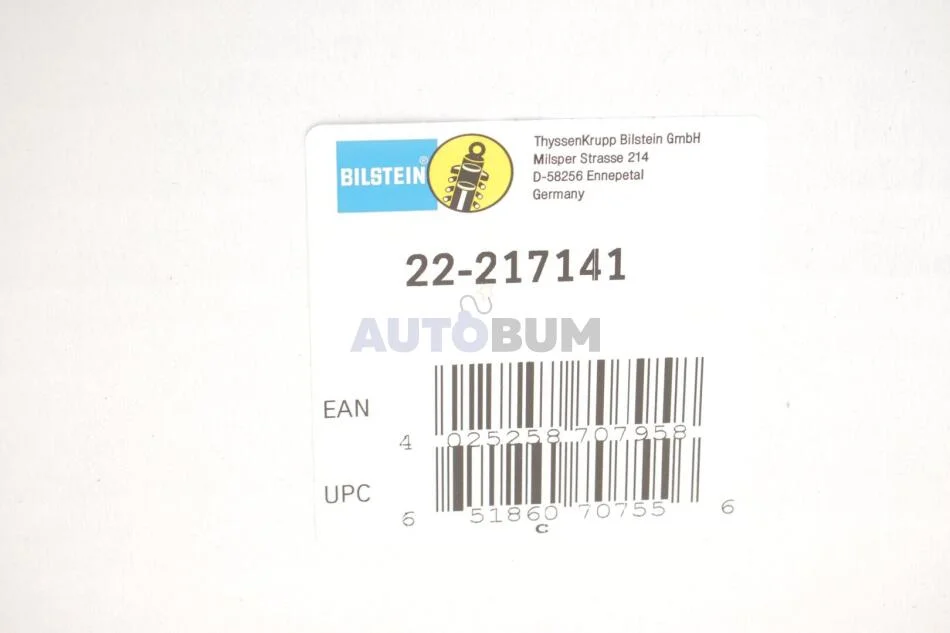 BILSTEIN®
ThyssenKrupp Bilstein GmbH
Milsper Strasse 214
D-58256 Ennepetal
Germany
22-217141
AUTOBUM
EAN
4 025258 707958
UPC
6 51860 70755 6
C